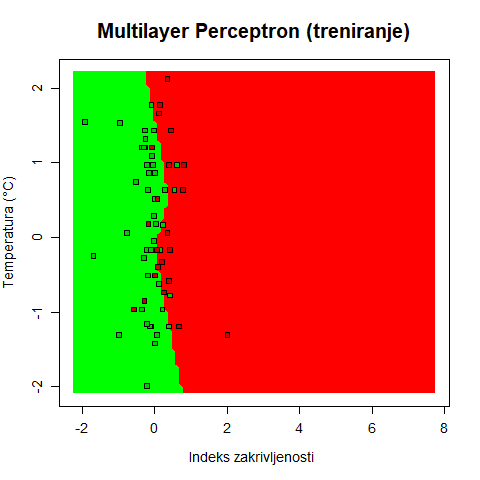 Multilayer Perceptron (treniranje)
Temperatura (°C)
2
1
0
-1
-2
-2 0 2 4 6 8
Indeks zakrivljenosti